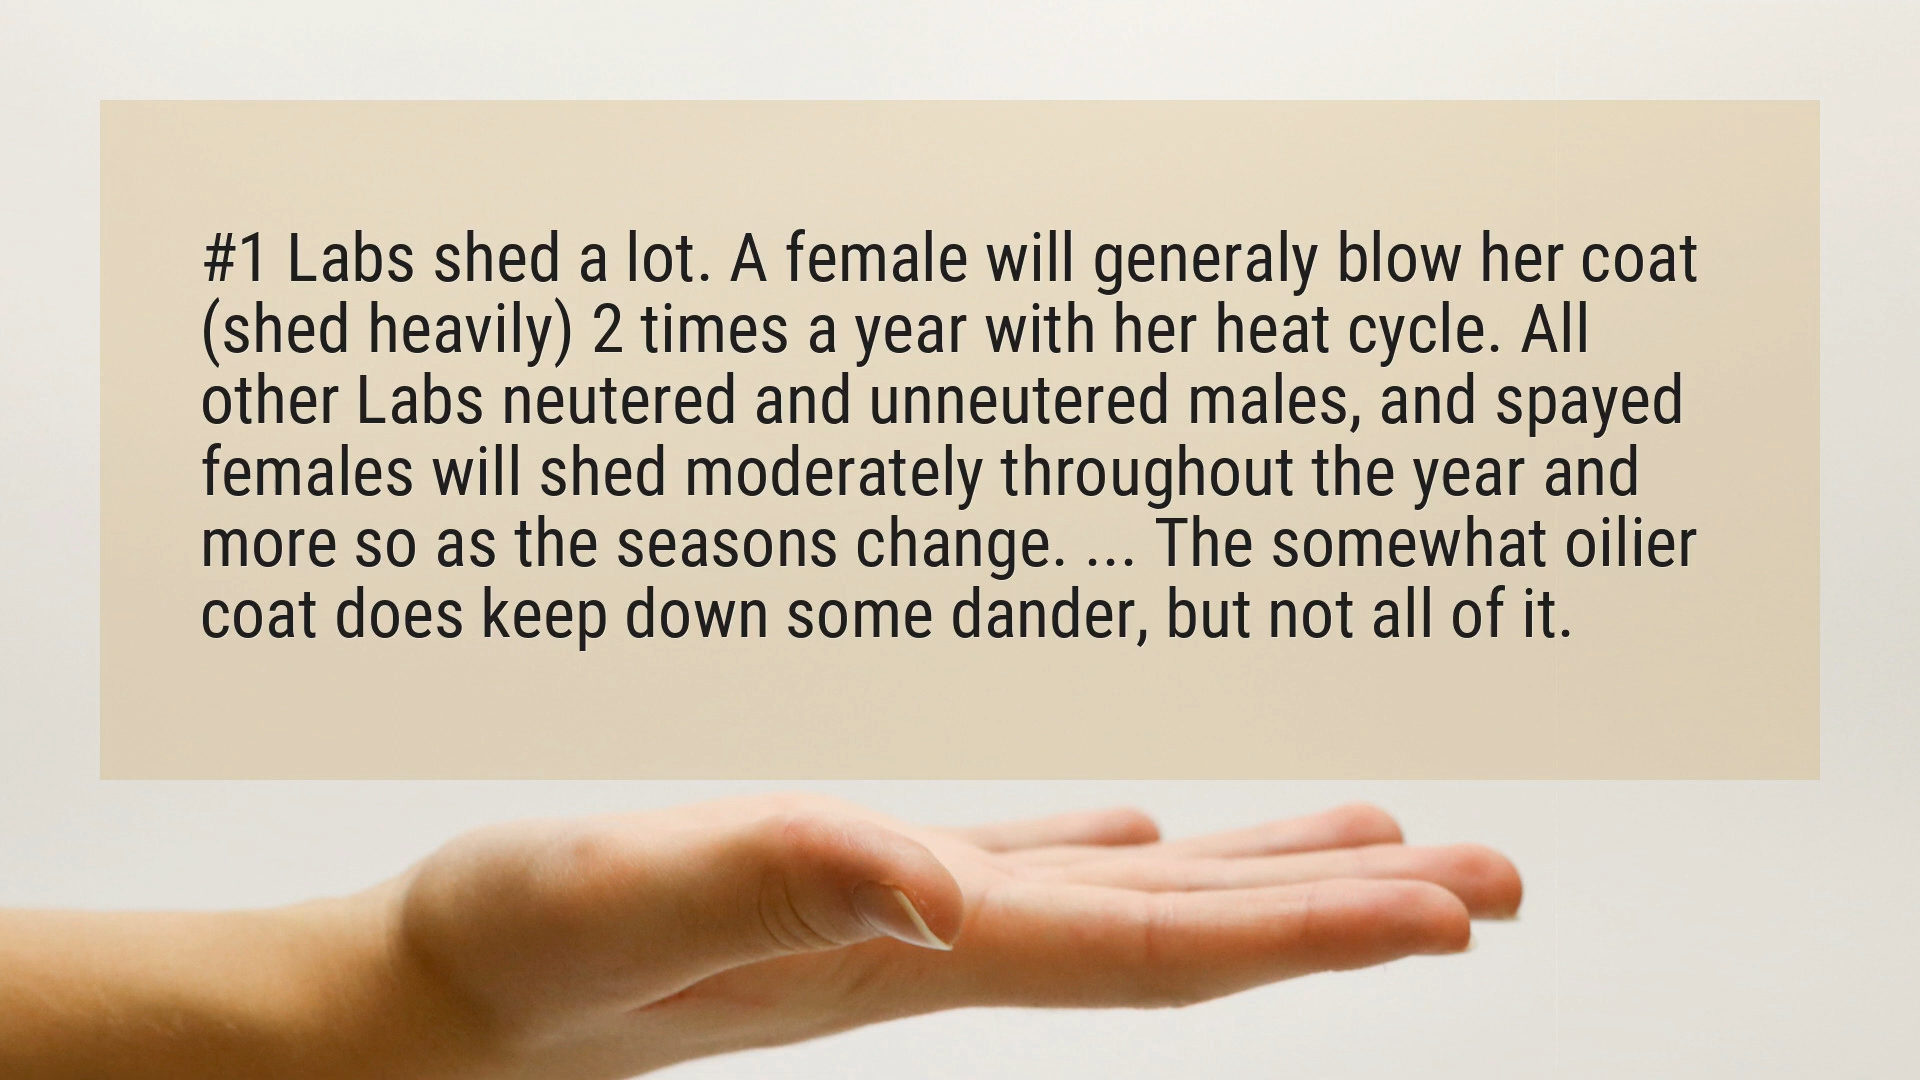 #1 Labs shed a lot. A female will generaly blow her coat
(shed heavily) 2 times a year with her heat cycle. All
other Labs neutered and unneutered males, and spayed
females will shed moderately throughout the year and
more so as the seasons change. ... The somewhat oilier
coat does keep down some dander, but not all of it.